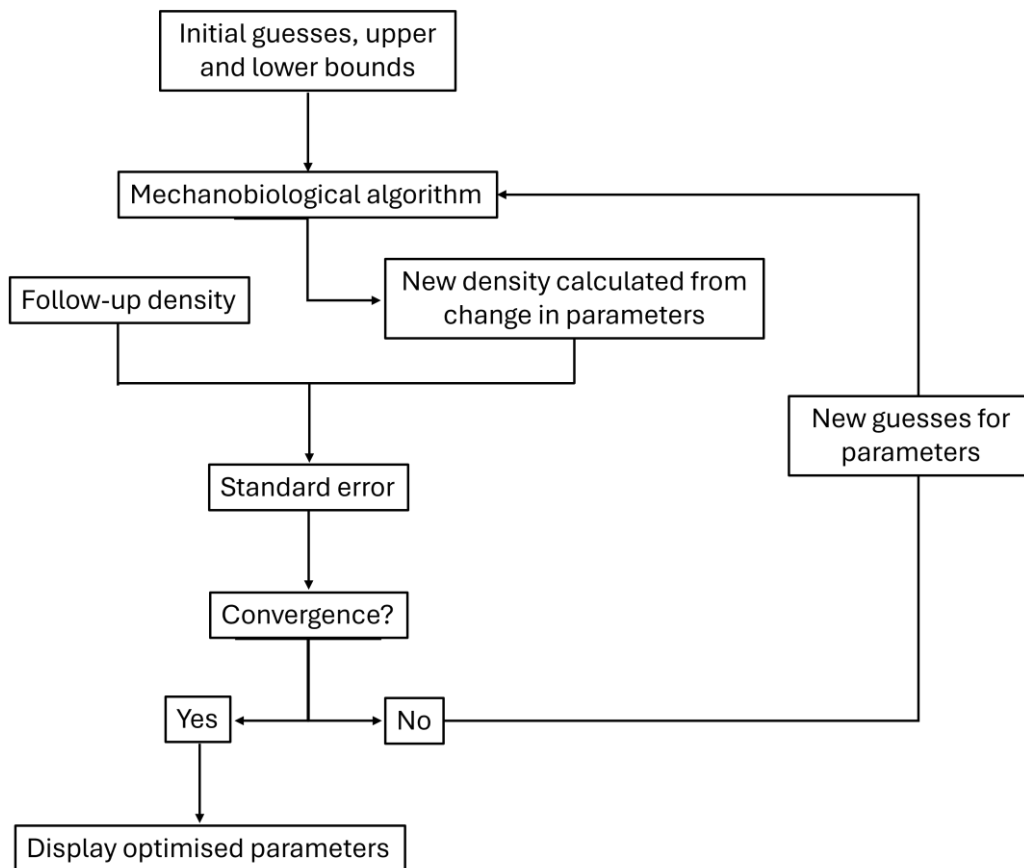 Initial guesses, upper
and lower bounds
Mechanobiological algorithm
Follow-up density
New density calculated from
change in parameters
New guesses for
parameters
Standard error
Convergence?
Yes
No
Display optimised parameters